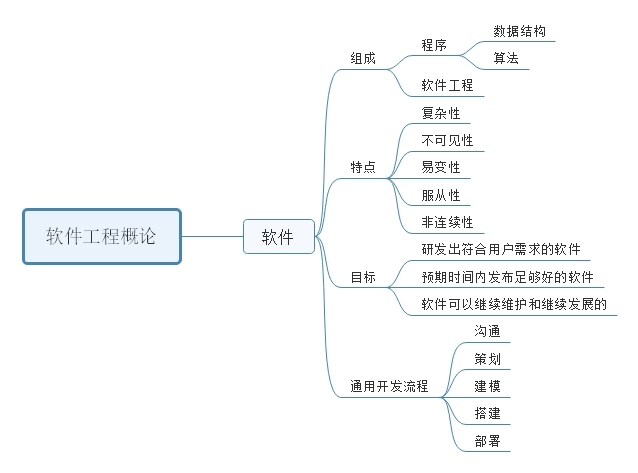 软件工程概论
软件
组成
程序
数据结构
算法
软件工程
特点
复杂性
不可见性
易变性
服从性
非连续性
目标
研发出符合用户需求的软件
预期时间内发布足够好的软件
软件可以继续维护和继续发展的
通用开发流程
沟通
策划
建模
搭建
部署